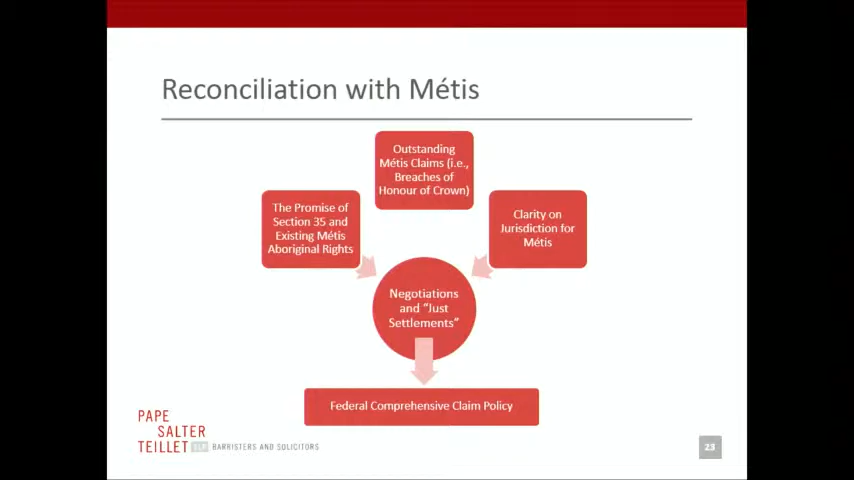 Reconciliation with Métis
Outstanding
Métis Claims (i.e.,
Breaches of
Honour of Crown)
The Promise of
Section 35 and
Existing Métis
Aboriginal Rights
Clarity on
Jurisdiction for
Métis
Negotiations
and “Just
Settlements”
Federal Comprehensive Claim Policy
PAPE
SALTER
TEILLET LLP BARRISTERS AND SOLICITORS
23